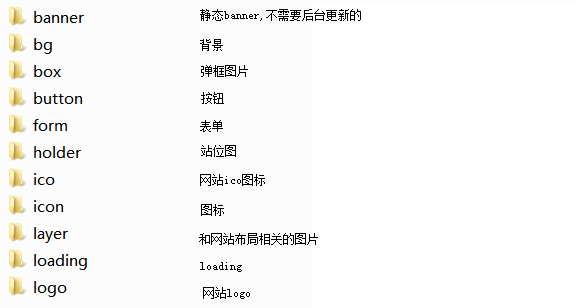 banner 静态banner,不需要后台更新的
bg 背景
box 弹框图片
button 按钮
form 表单
holder 站位图
ico 网站ico图标
icon 图标
layer 和网站布局相关的图片
loading loading
logo 网站logo